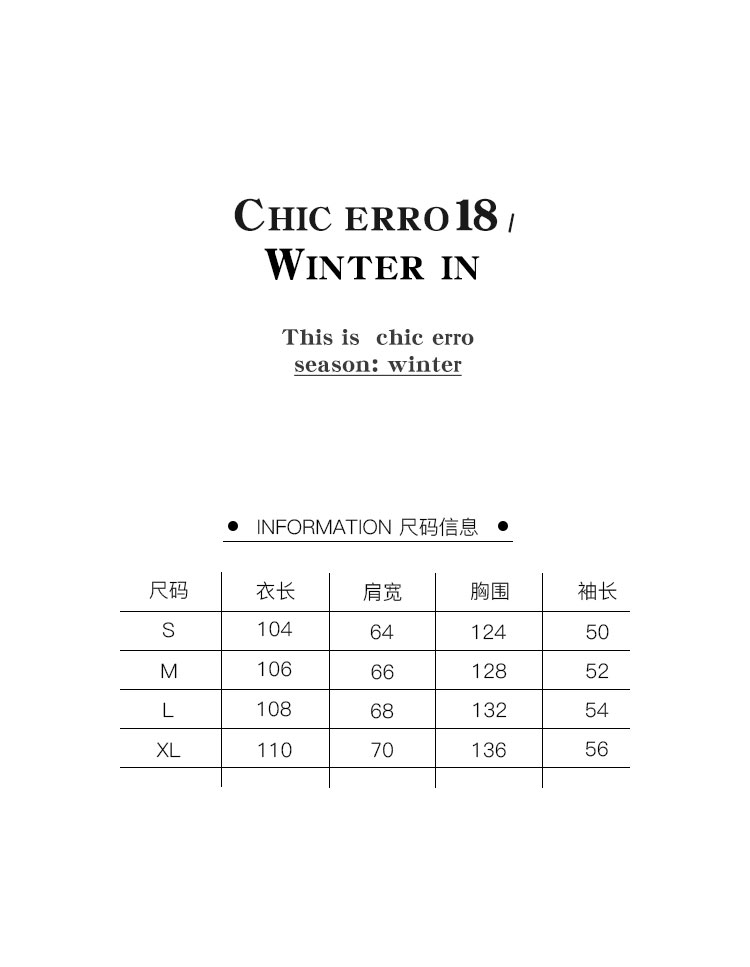 CHIC ERRO18 /
WINTER IN
This is chic erro
season: winter
● INFORMATION 尺码信息 ●
尺码 衣长 肩宽 胸围 袖长
S 104 64 124 50
M 106 66 128 52
L 108 68 132 54
XL 110 70 136 56